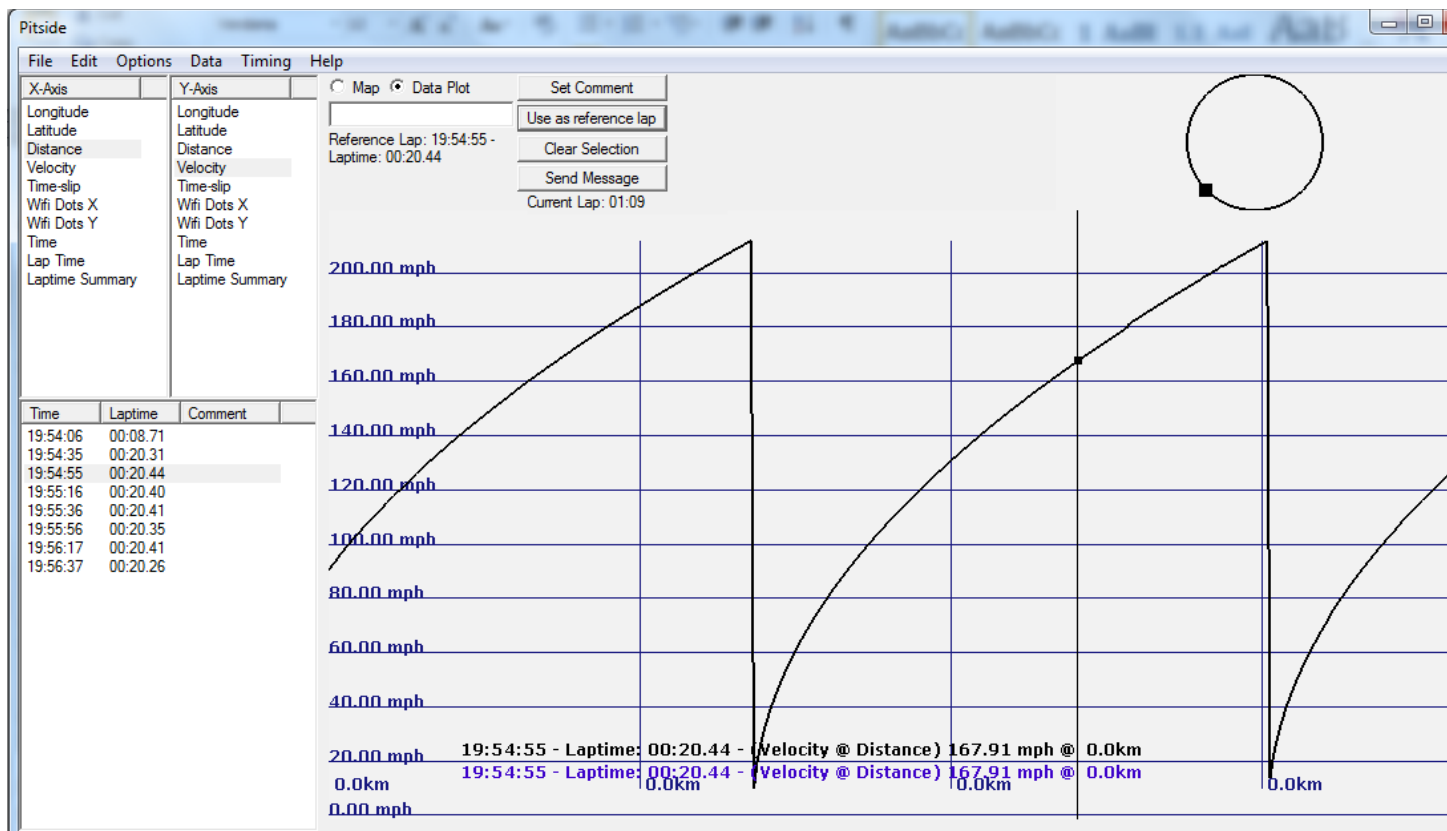 Pitside
File Edit Options Data Timing Help
X-Axis Y-Axis
Longitude Longitude
Latitude Latitude
Distance Distance
Velocity Velocity
Time-slip Time-slip
Wifi Dots X Wifi Dots X
Wifi Dots Y Wifi Dots Y
Time Time
Lap Time Lap Time
Laptime Summary Laptime Summary
Map Data Plot
Reference Lap: 19:54:55 -
Laptime: 00:20.44
Set Comment
Use as reference lap
Clear Selection
Send Message
Current Lap: 01:09
Time Laptime Comment
19:54:06 00:08.71
19:54:35 00:20.31
19:54:55 00:20.44
19:55:16 00:20.40
19:55:36 00:20.41
19:55:56 00:20.35
19:56:17 00:20.41
19:56:37 00:20.26
200.00 mph
180.00 mph
160.00 mph
140.00 mph
120.00 mph
100.00 mph
80.00 mph
60.00 mph
40.00 mph
20.00 mph
19:54:55 - Laptime: 00:20.44 - (Velocity @ Distance) 167.91 mph @ 0.0km
19:54:55 - Laptime: 00:20.44 - (Velocity @ Distance) 167.91 mph @ 0.0km
0.0km 0.0km 0.0km 0.0km
0.00 mph